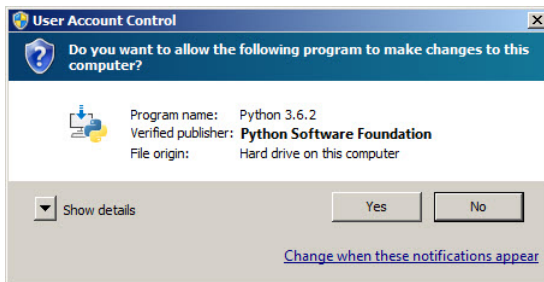 User Account Control
Do you want to allow the following program to make changes to this
computer?
Program name: Python 3.6.2
Verified publisher: Python Software Foundation
File origin: Hard drive on this computer
Show details
Yes No
Change when these notifications appear